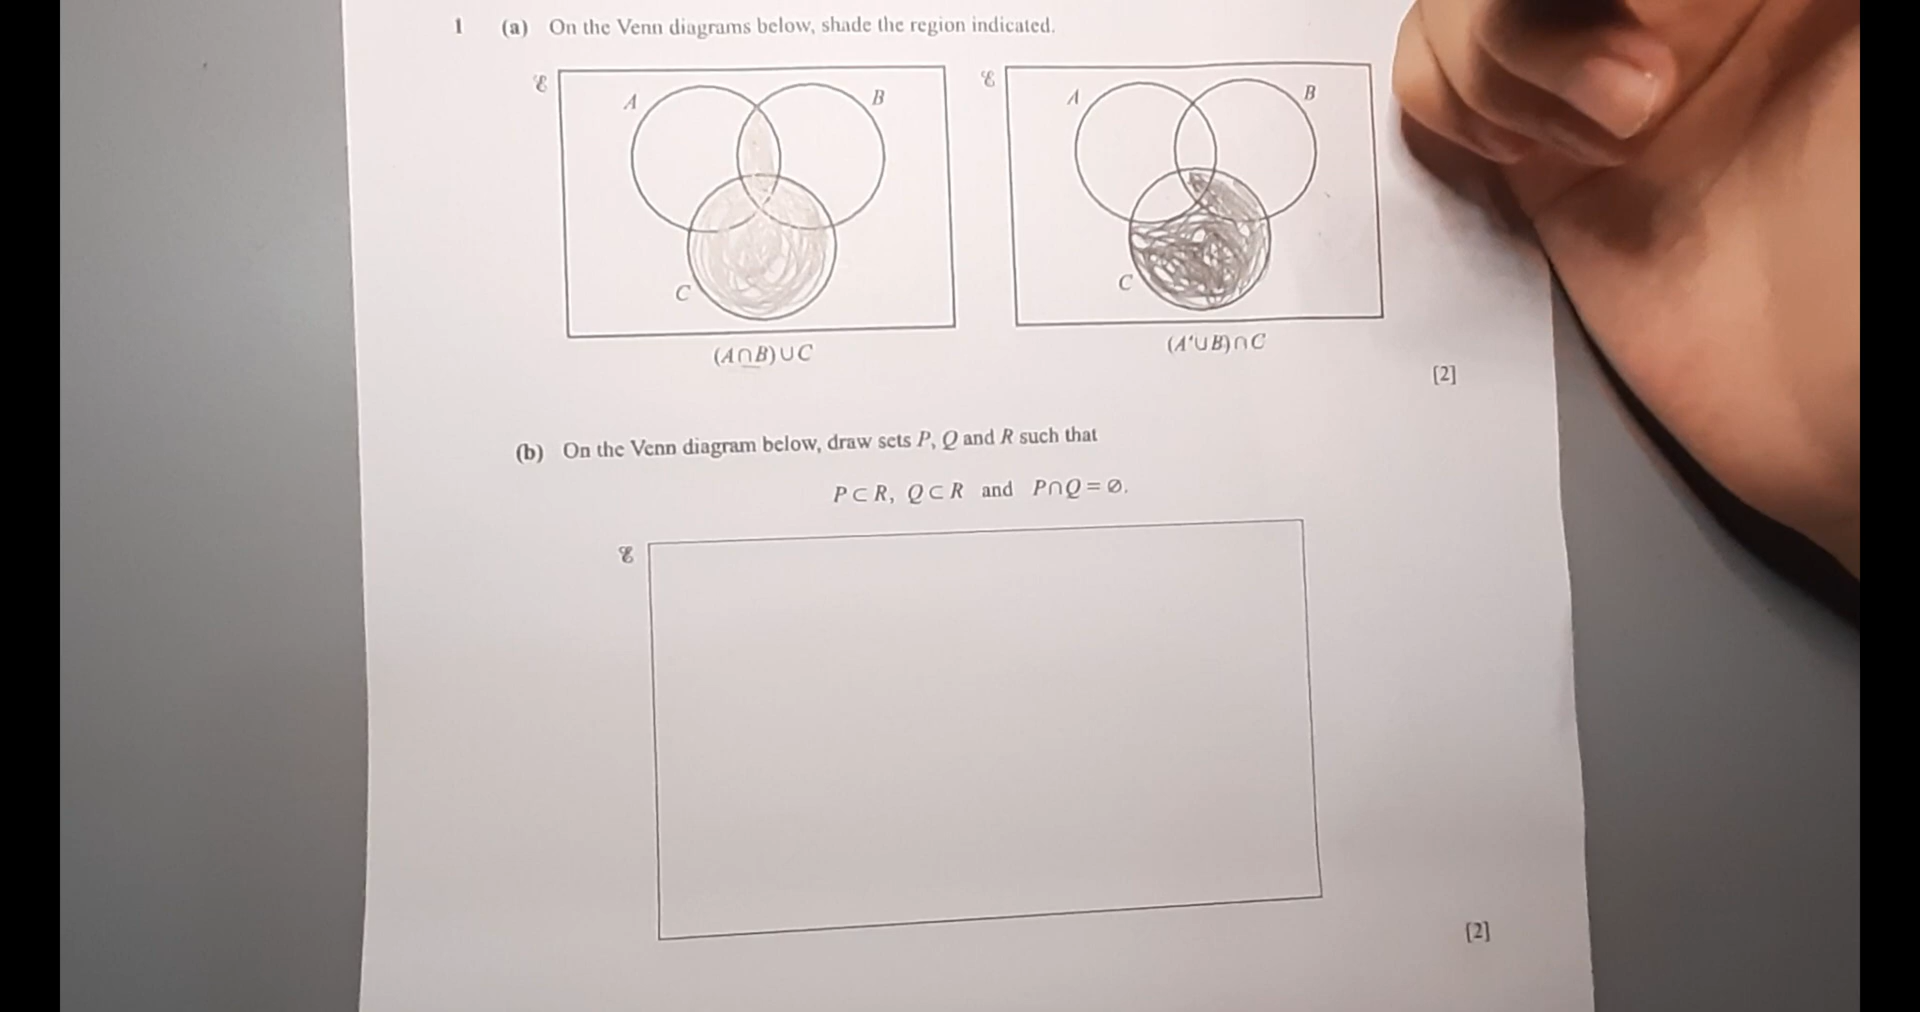 1 (a) On the Venn diagrams below, shade the region indicated.
ℰ A B C
ℰ A B C
(A∩B)∪C
(A'∪B)∩C
[2]
(b) On the Venn diagram below, draw sets P, Q and R such that
P⊂R, Q⊂R and P∩Q=∅.
ℰ
[2]